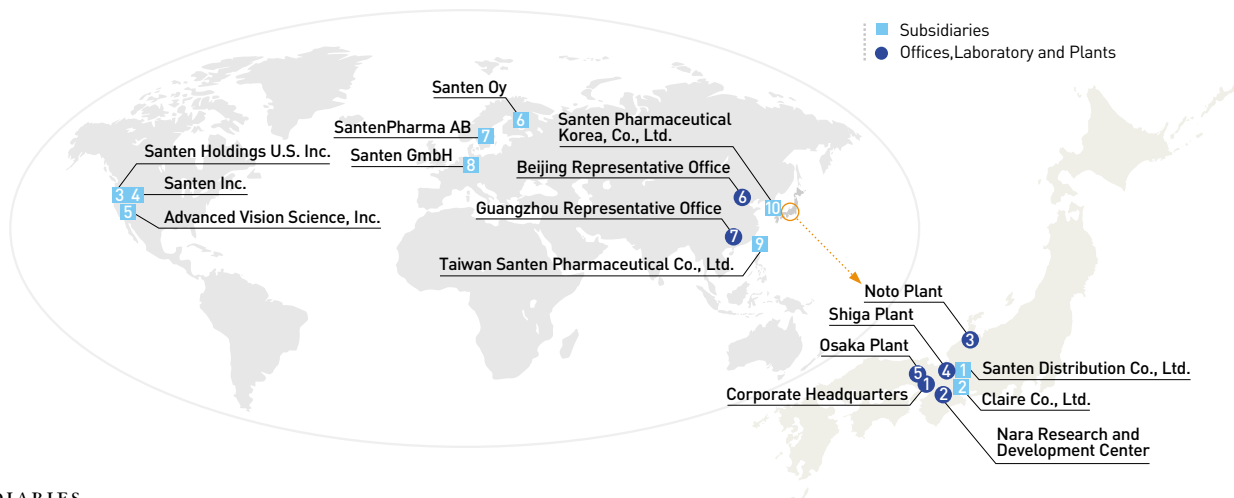 Subsidiaries
Offices,Laboratory and Plants
Santen Oy
6
SantenPharma AB
7
Santen GmbH
8
Santen Pharmaceutical
Korea, Co., Ltd.
10
Santen Holdings U.S. Inc.
3 4
Santen Inc.
5
Advanced Vision Science, Inc.
Beijing Representative Office
6
Guangzhou Representative Office
7
9
Taiwan Santen Pharmaceutical Co., Ltd.
Noto Plant
3
Shiga Plant
4
Osaka Plant
5
1
Santen Distribution Co., Ltd.
Corporate Headquarters
1
2
Claire Co., Ltd.
2
Nara Research and
Development Center
DIARIES